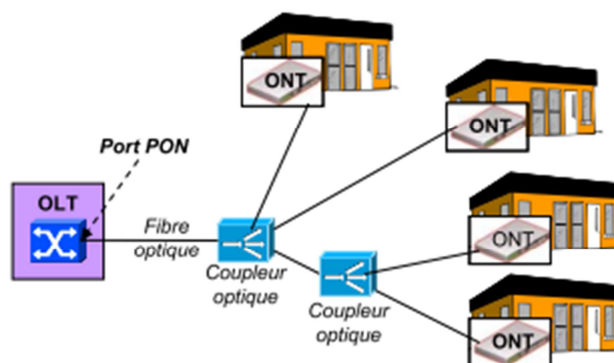 ONT
ONT
Port PON
OLT
Fibre
optique
Coupleur
optique
ONT
Coupleur
optique
ONT